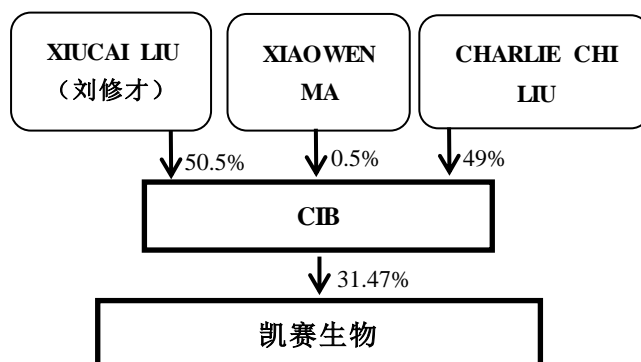 XIUCAI LIU
（刘修才）
XIAOWEN
MA
CHARLIE CHI
LIU
50.5%
0.5%
49%
CIB
31.47%
凯赛生物